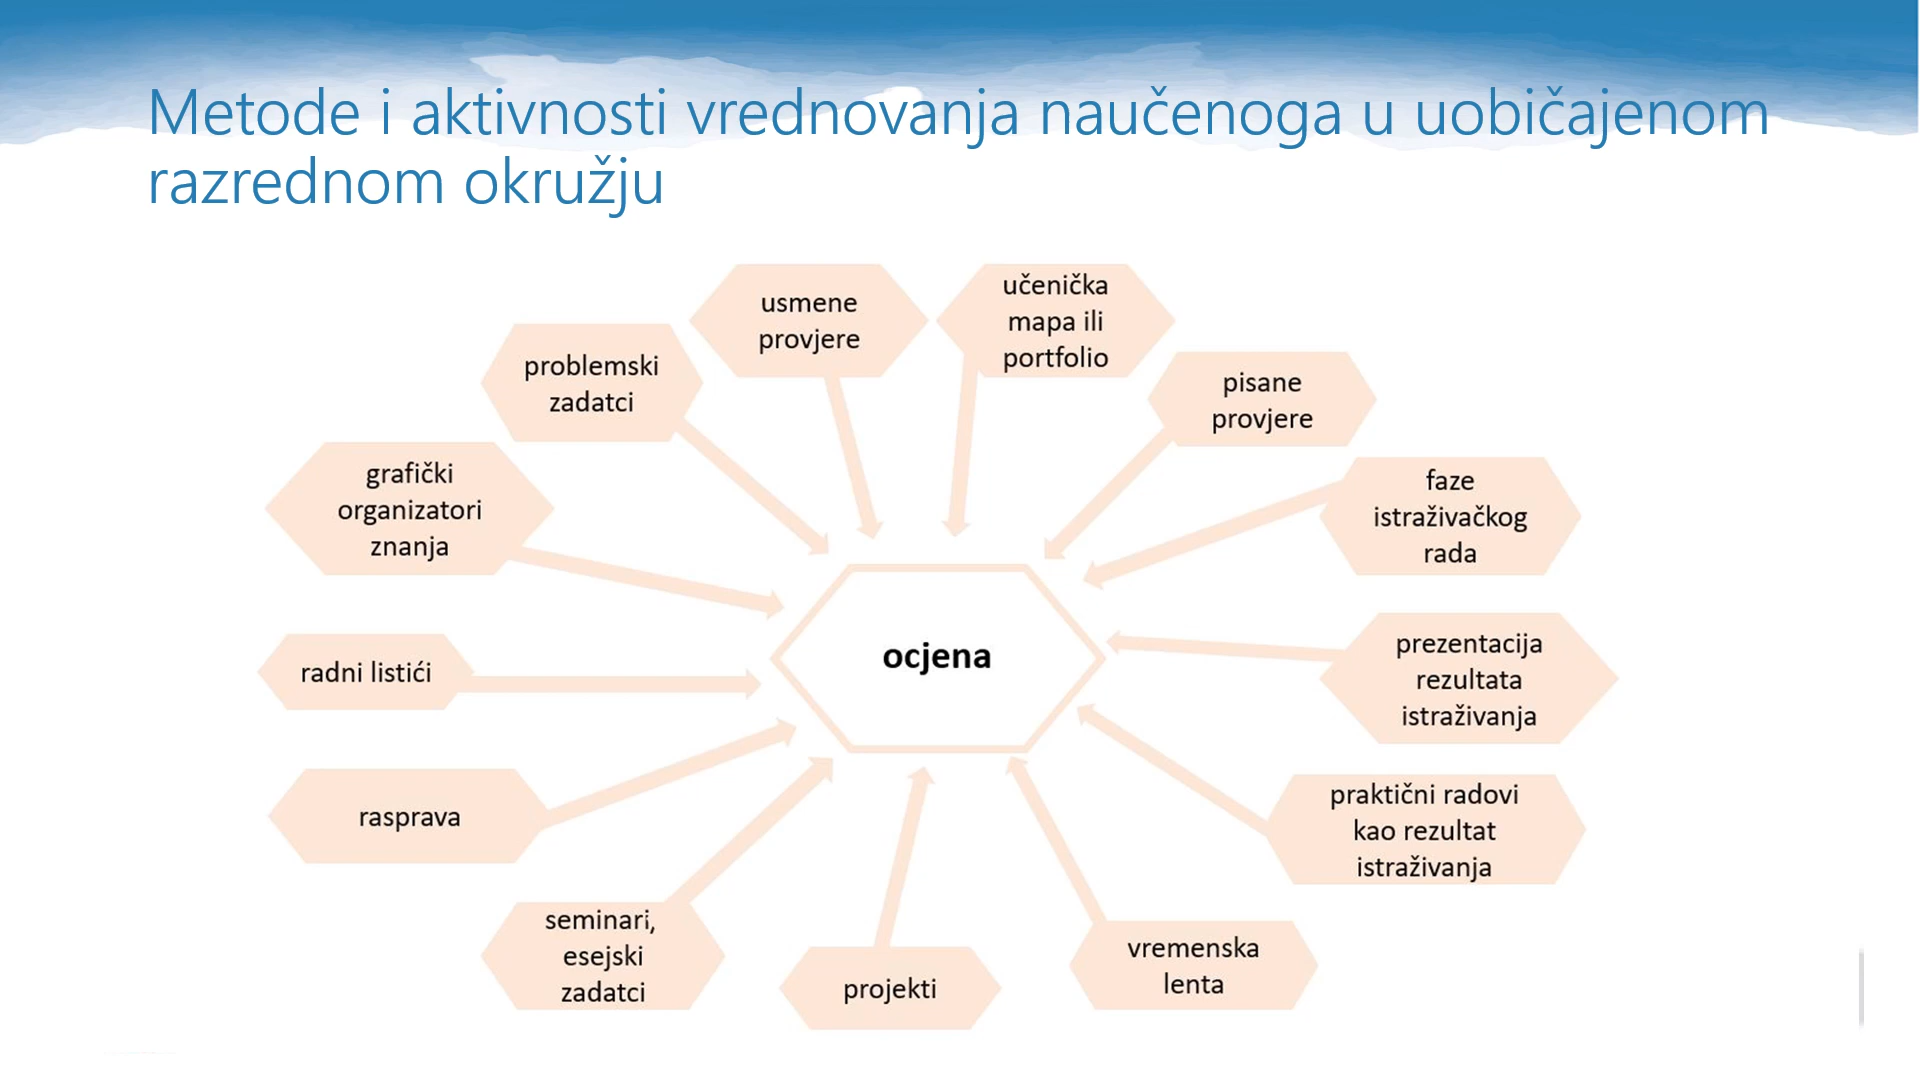 Metode i aktivnosti vrednovanja naučenoga u uobičajenom
razrednom okružju
usmene
provjere
učenička
mapa ili
portfolio
problemski
zadatci
pisane
provjere
grafički
organizatori
znanja
faze
istraživačkog
rada
ocjena
radni listići
prezentacija
rezultata
istraživanja
rasprava
praktični radovi
kao rezultat
istraživanja
seminari,
esejski
zadatci
projekti
vremenska
lenta